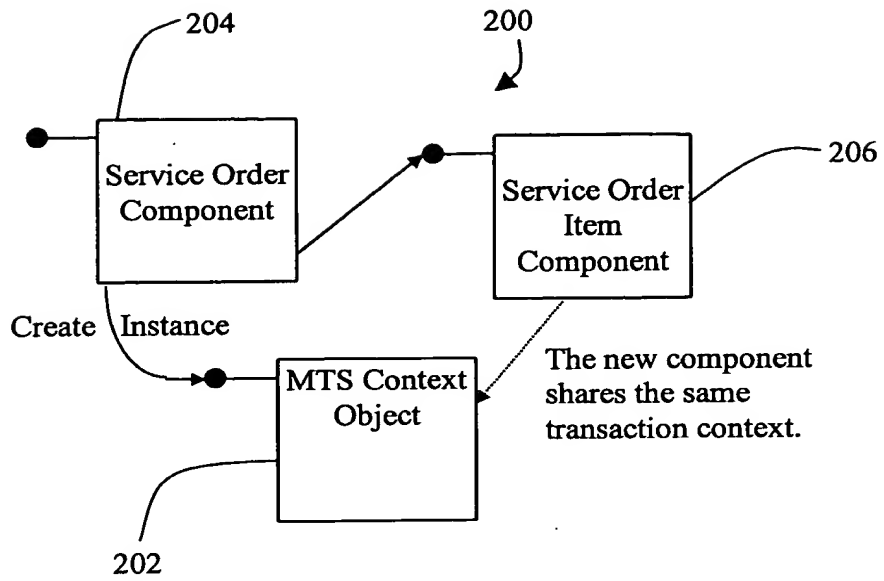 204
200
206
Service Order
Component
Service Order
Item
Component
Create Instance
MTS Context
Object
The new component
shares the same
transaction context.
202